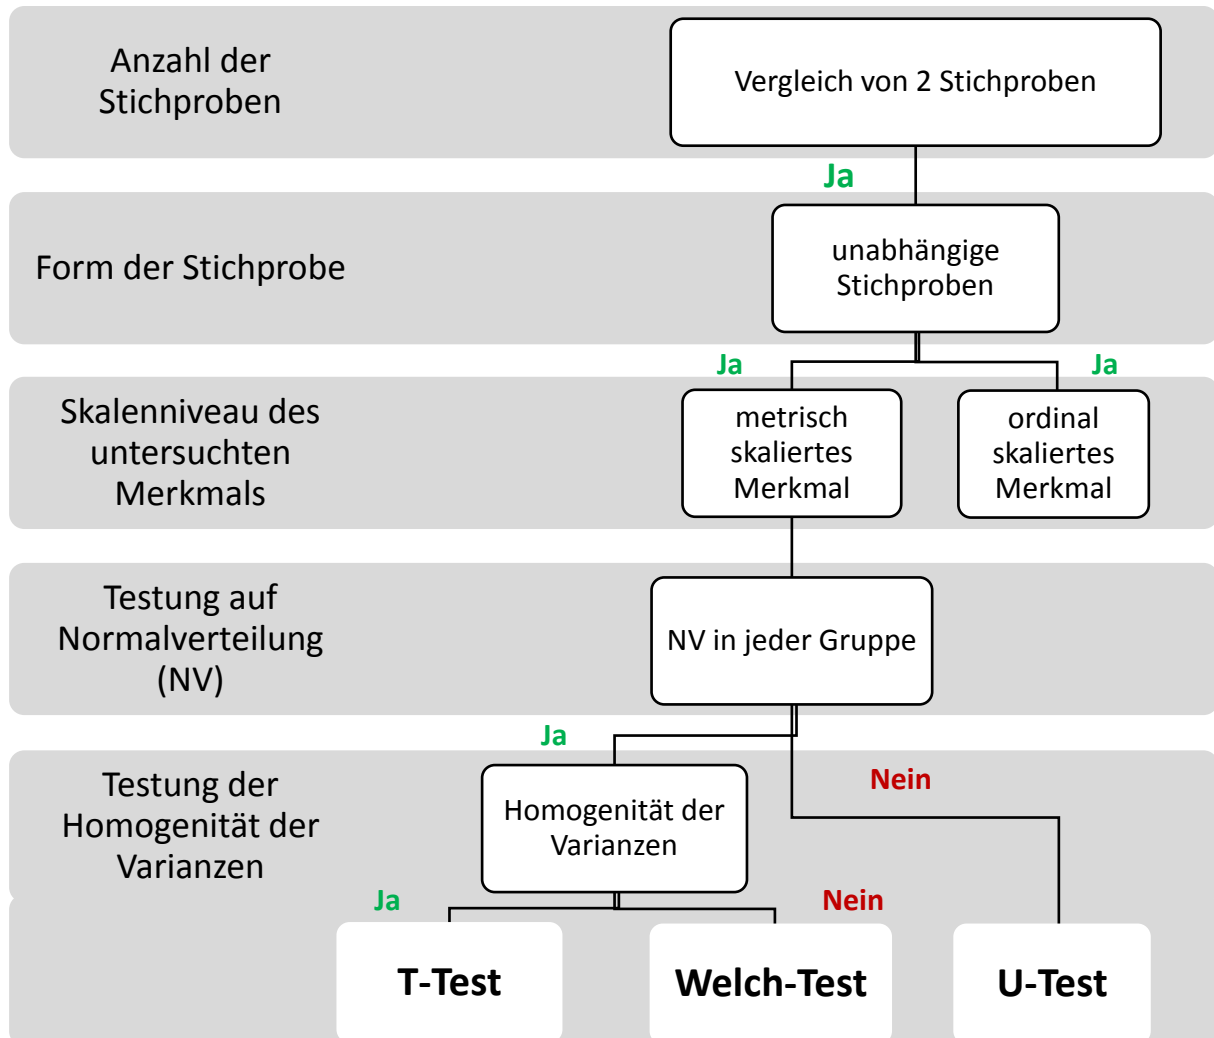 Anzahl der
Stichproben
Vergleich von 2 Stichproben
Ja
Form der Stichprobe
unabhängige
Stichproben
Ja
Ja
Skalenniveau des
untersuchten
Merkmals
metrisch
skaliertes
Merkmal
ordinal
skaliertes
Merkmal
Testung auf
Normalverteilung
(NV)
NV in jeder Gruppe
Ja
Nein
Testung der
Homogenität der
Varianzen
Homogenität der
Varianzen
Ja
Nein
T-Test
Welch-Test
U-Test